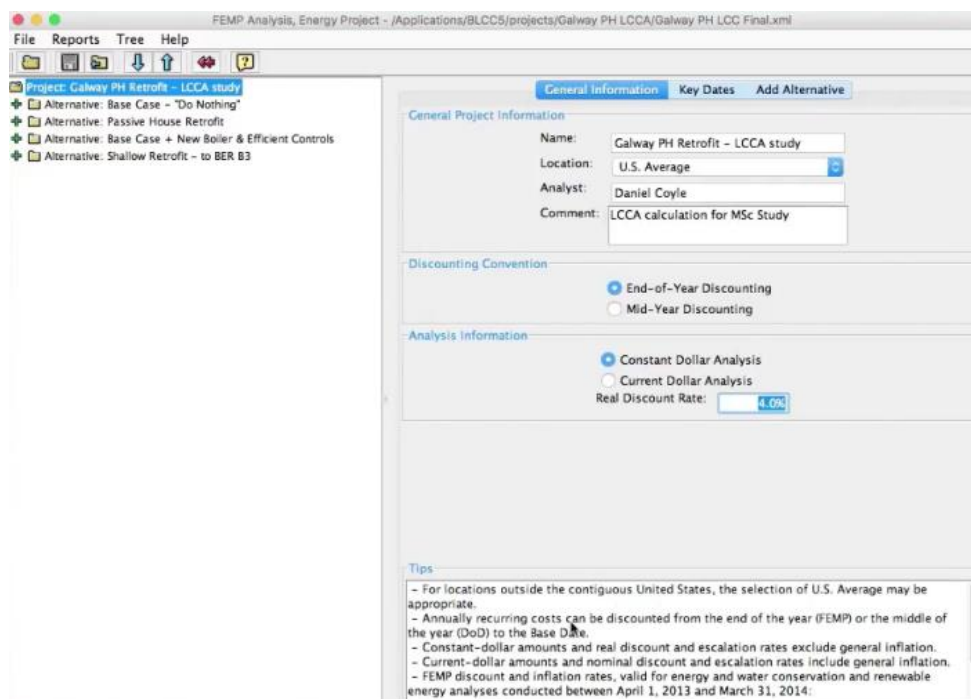 FEMP Analysis, Energy Project - /Applications/BLCC5/projects/Galway PH LCCA/Galway PH LCC Final.xml
File Reports Tree Help
Project: Galway PH Retrofit - LCCA study
Alternative: Base Case - "Do Nothing"
Alternative: Passive House Retrofit
Alternative: Base Case + New Boiler & Efficient Controls
Alternative: Shallow Retrofit - to BER B3
General Information Key Dates Add Alternative
General Project Information
Name: Galway PH Retrofit - LCCA study
Location: U.S. Average
Analyst: Daniel Coyle
Comment: LCCA calculation for MSc Study
Discounting Convention
End-of-Year Discounting
Mid-Year Discounting
Analysis Information
Constant Dollar Analysis
Current Dollar Analysis
Real Discount Rate: 4.0%
Tips
- For locations outside the contiguous United States, the selection of U.S. Average may be
appropriate.
- Annually recurring costs can be discounted from the end of the year (FEMP) or the middle of
the year (DoD) to the Base Date.
- Constant-dollar amounts and real discount and escalation rates exclude general inflation.
- Current-dollar amounts and nominal discount and escalation rates include general inflation.
- FEMP discount and inflation rates, valid for energy and water conservation and renewable
energy analyses conducted between April 1, 2013 and March 31, 2014: